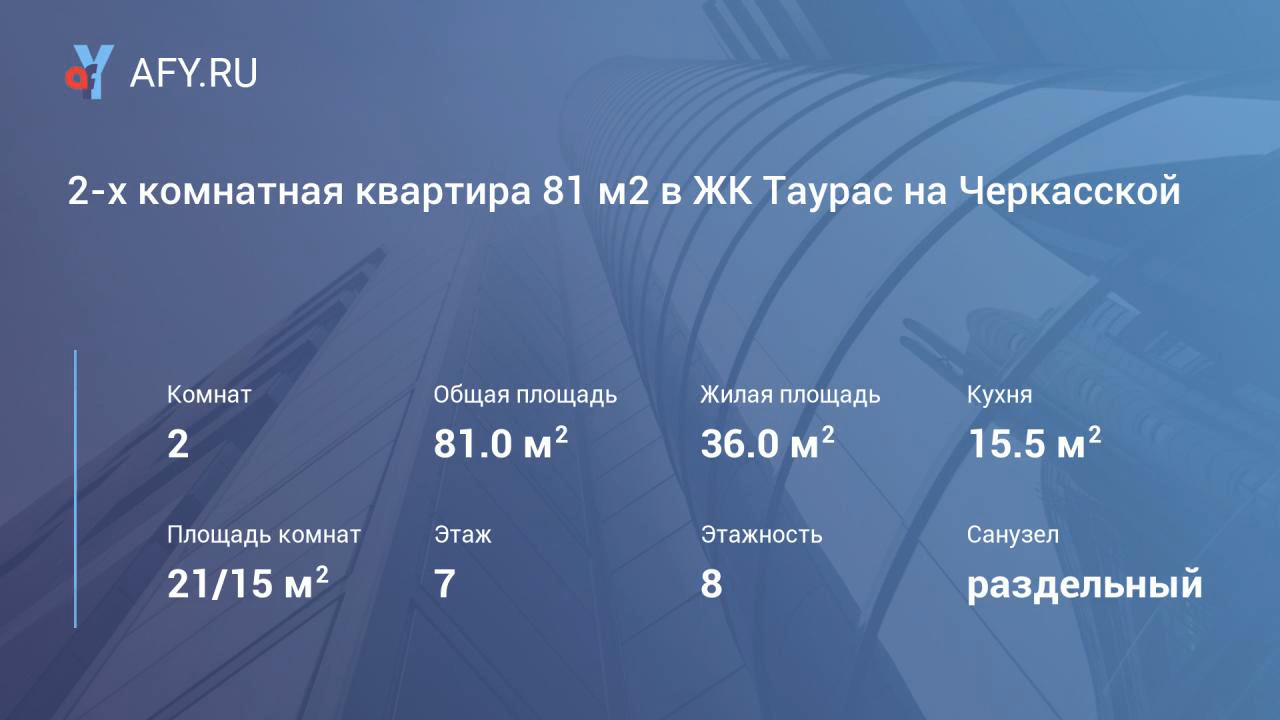 AFY.RU
2-х комнатная квартира 81 м2 в ЖК Таурас на Черкасской
Комнат
2
Общая площадь
81.0 м²
Жилая площадь
36.0 м²
Кухня
15.5 м²
Площадь комнат
21/15 м²
Этаж
7
Этажность
8
Санузел
раздельный